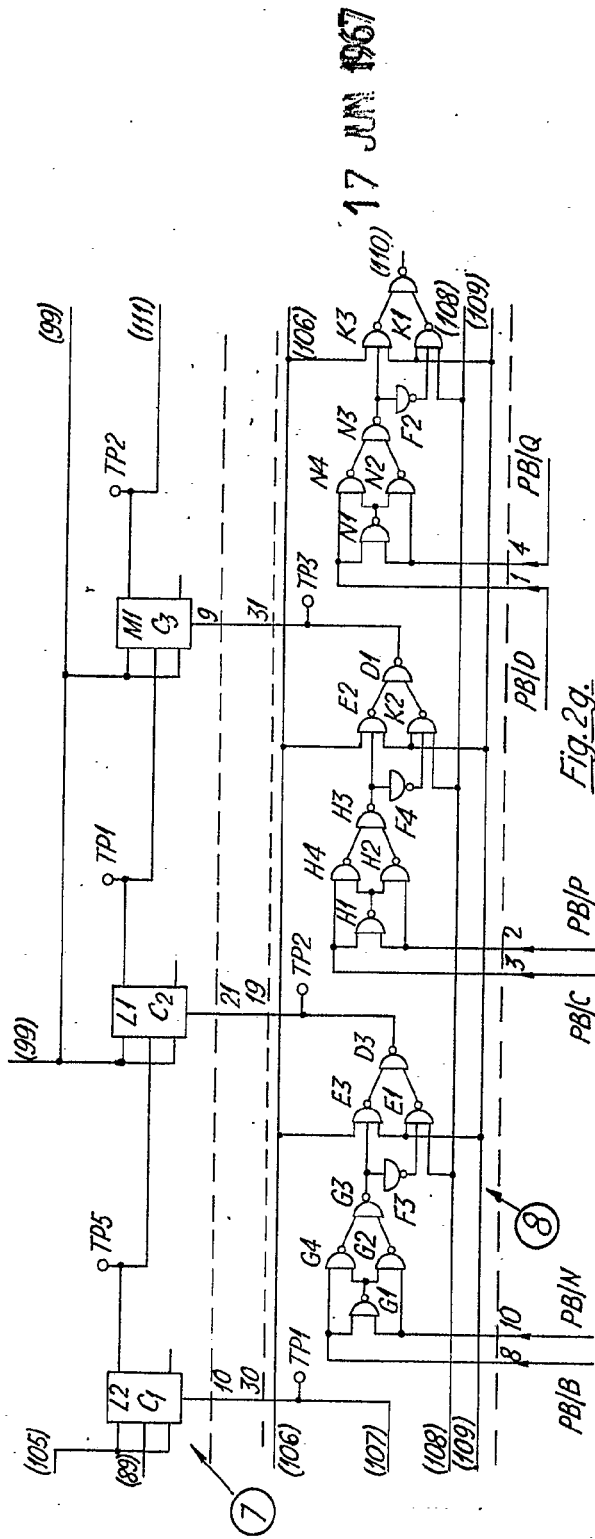 (105)
(89)
L2
C1
TP5
(99)
L1
C2
TP1
M1
C3
TP2
(99)
(111)
7
10
30
21
19
9
31
(106)
(107)
(108)
(109)
TP1
G4
G3
G2
G1
F3
E3
E1
D3
TP2
H4
H3
H2
H1
F4
E2
K2
D1
TP3
N4
N3
N2
N1
F2
K3
K1
(106)
(110)
(108)
(109)
8
10
8
3
2
1
4
PB/B
PB/N
PB/C
PB/P
PB/D
PB/Q
Fig.2g.
17 JUN 1967